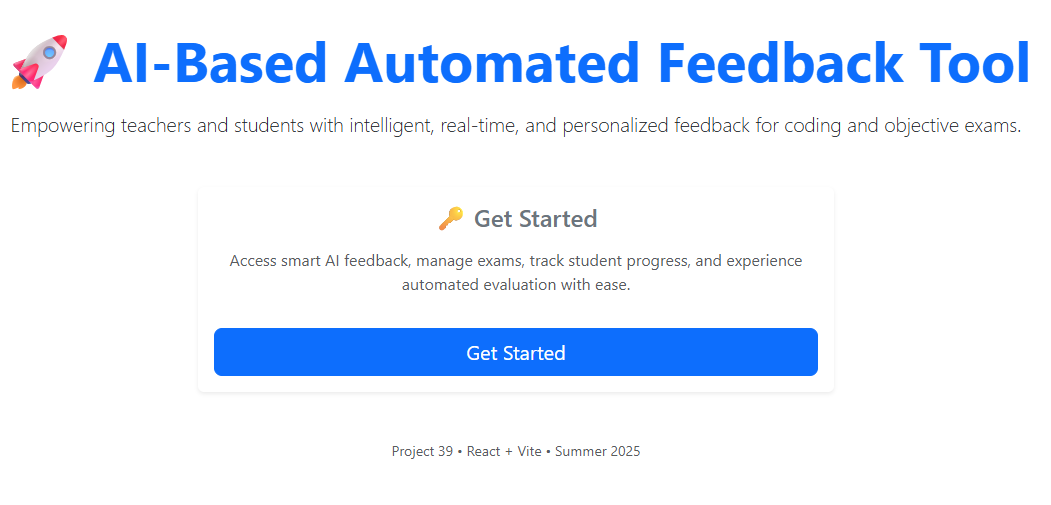 🚀 AI-Based Automated Feedback Tool
Empowering teachers and students with intelligent, real-time, and personalized feedback for coding and objective exams.
🔑 Get Started
Access smart AI feedback, manage exams, track student progress, and experience
automated evaluation with ease.
Get Started
Project 39 • React + Vite • Summer 2025